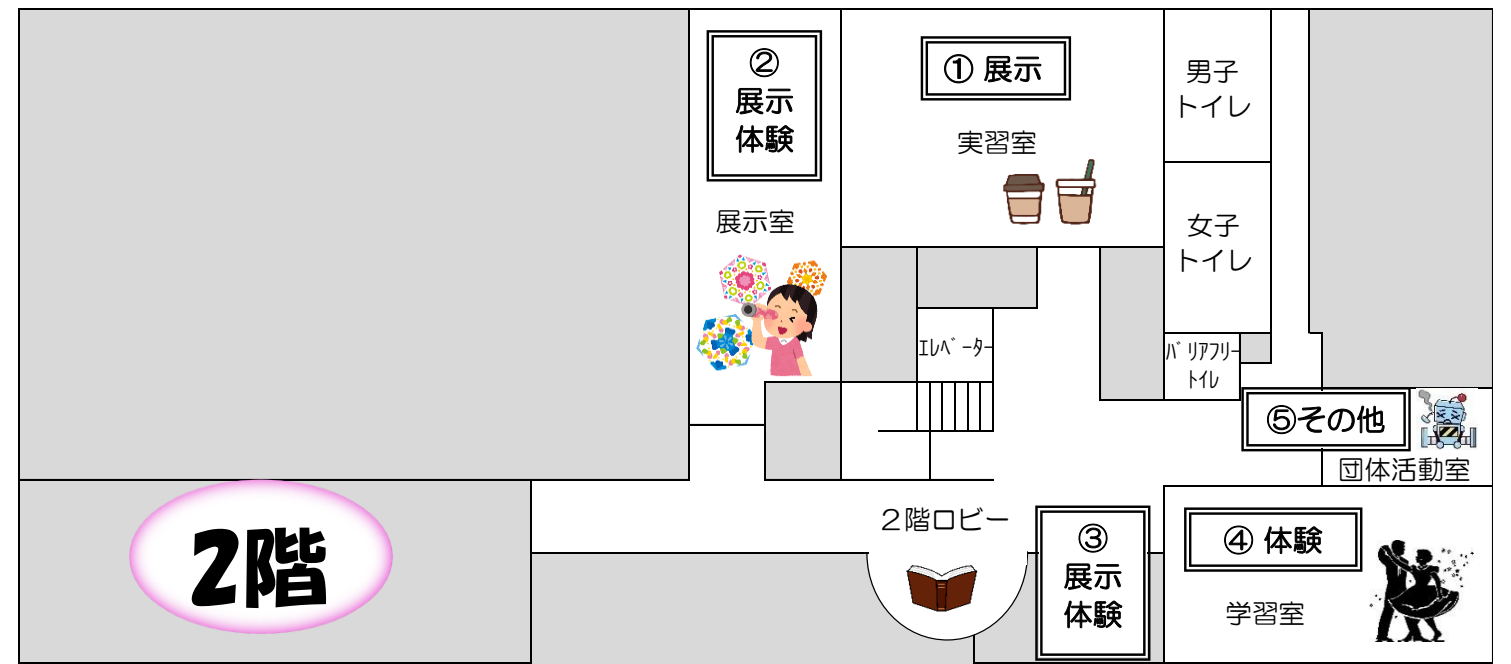 ②
展示
体験
展示室
① 展示
実習室
男子
トイレ
女子
トイレ
ｴﾚﾍﾞｰﾀｰ
ﾊﾞﾘｱﾌﾘｰ
ﾄｲﾚ
⑤その他
団体活動室
2階
２階ロビー
③
展示
体験
④ 体験
学習室